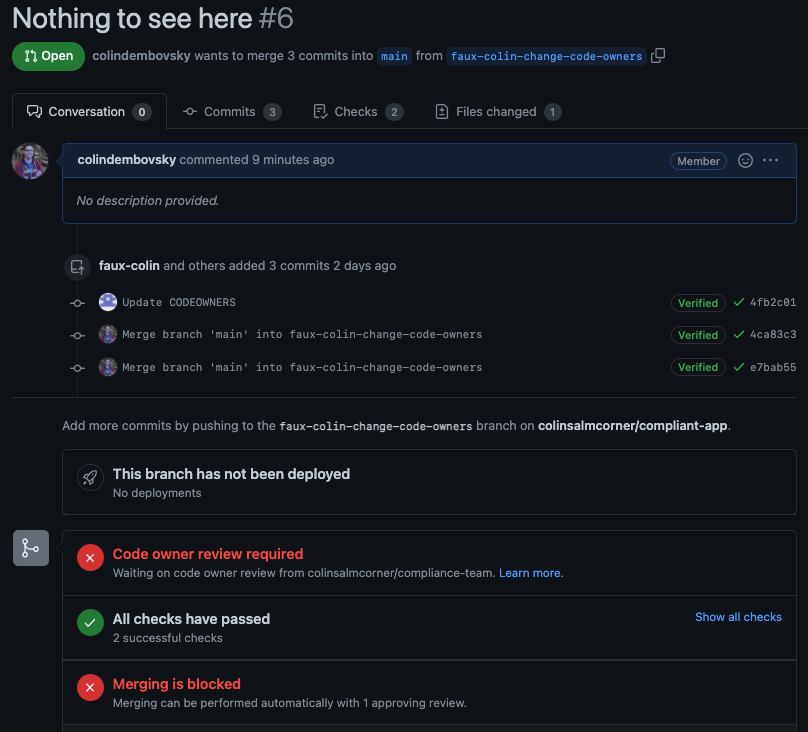 Nothing to see here #6
Open colindembovsky wants to merge 3 commits into main from faux-colin-change-code-owners
Conversation 0 Commits 3 Checks 2 Files changed 1
colindembovsky commented 9 minutes ago Member
No description provided.
faux-colin and others added 3 commits 2 days ago
Update CODEOWNERS Verified 4fb2c01
Merge branch 'main' into faux-colin-change-code-owners Verified 4ca83c3
Merge branch 'main' into faux-colin-change-code-owners Verified e7bab55
Add more commits by pushing to the faux-colin-change-code-owners branch on colinsalmcorner/compliant-app.
This branch has not been deployed
No deployments
Code owner review required
Waiting on code owner review from colinsalmcorner/compliance-team. Learn more.
All checks have passed Show all checks
2 successful checks
Merging is blocked
Merging can be performed automatically with 1 approving review.